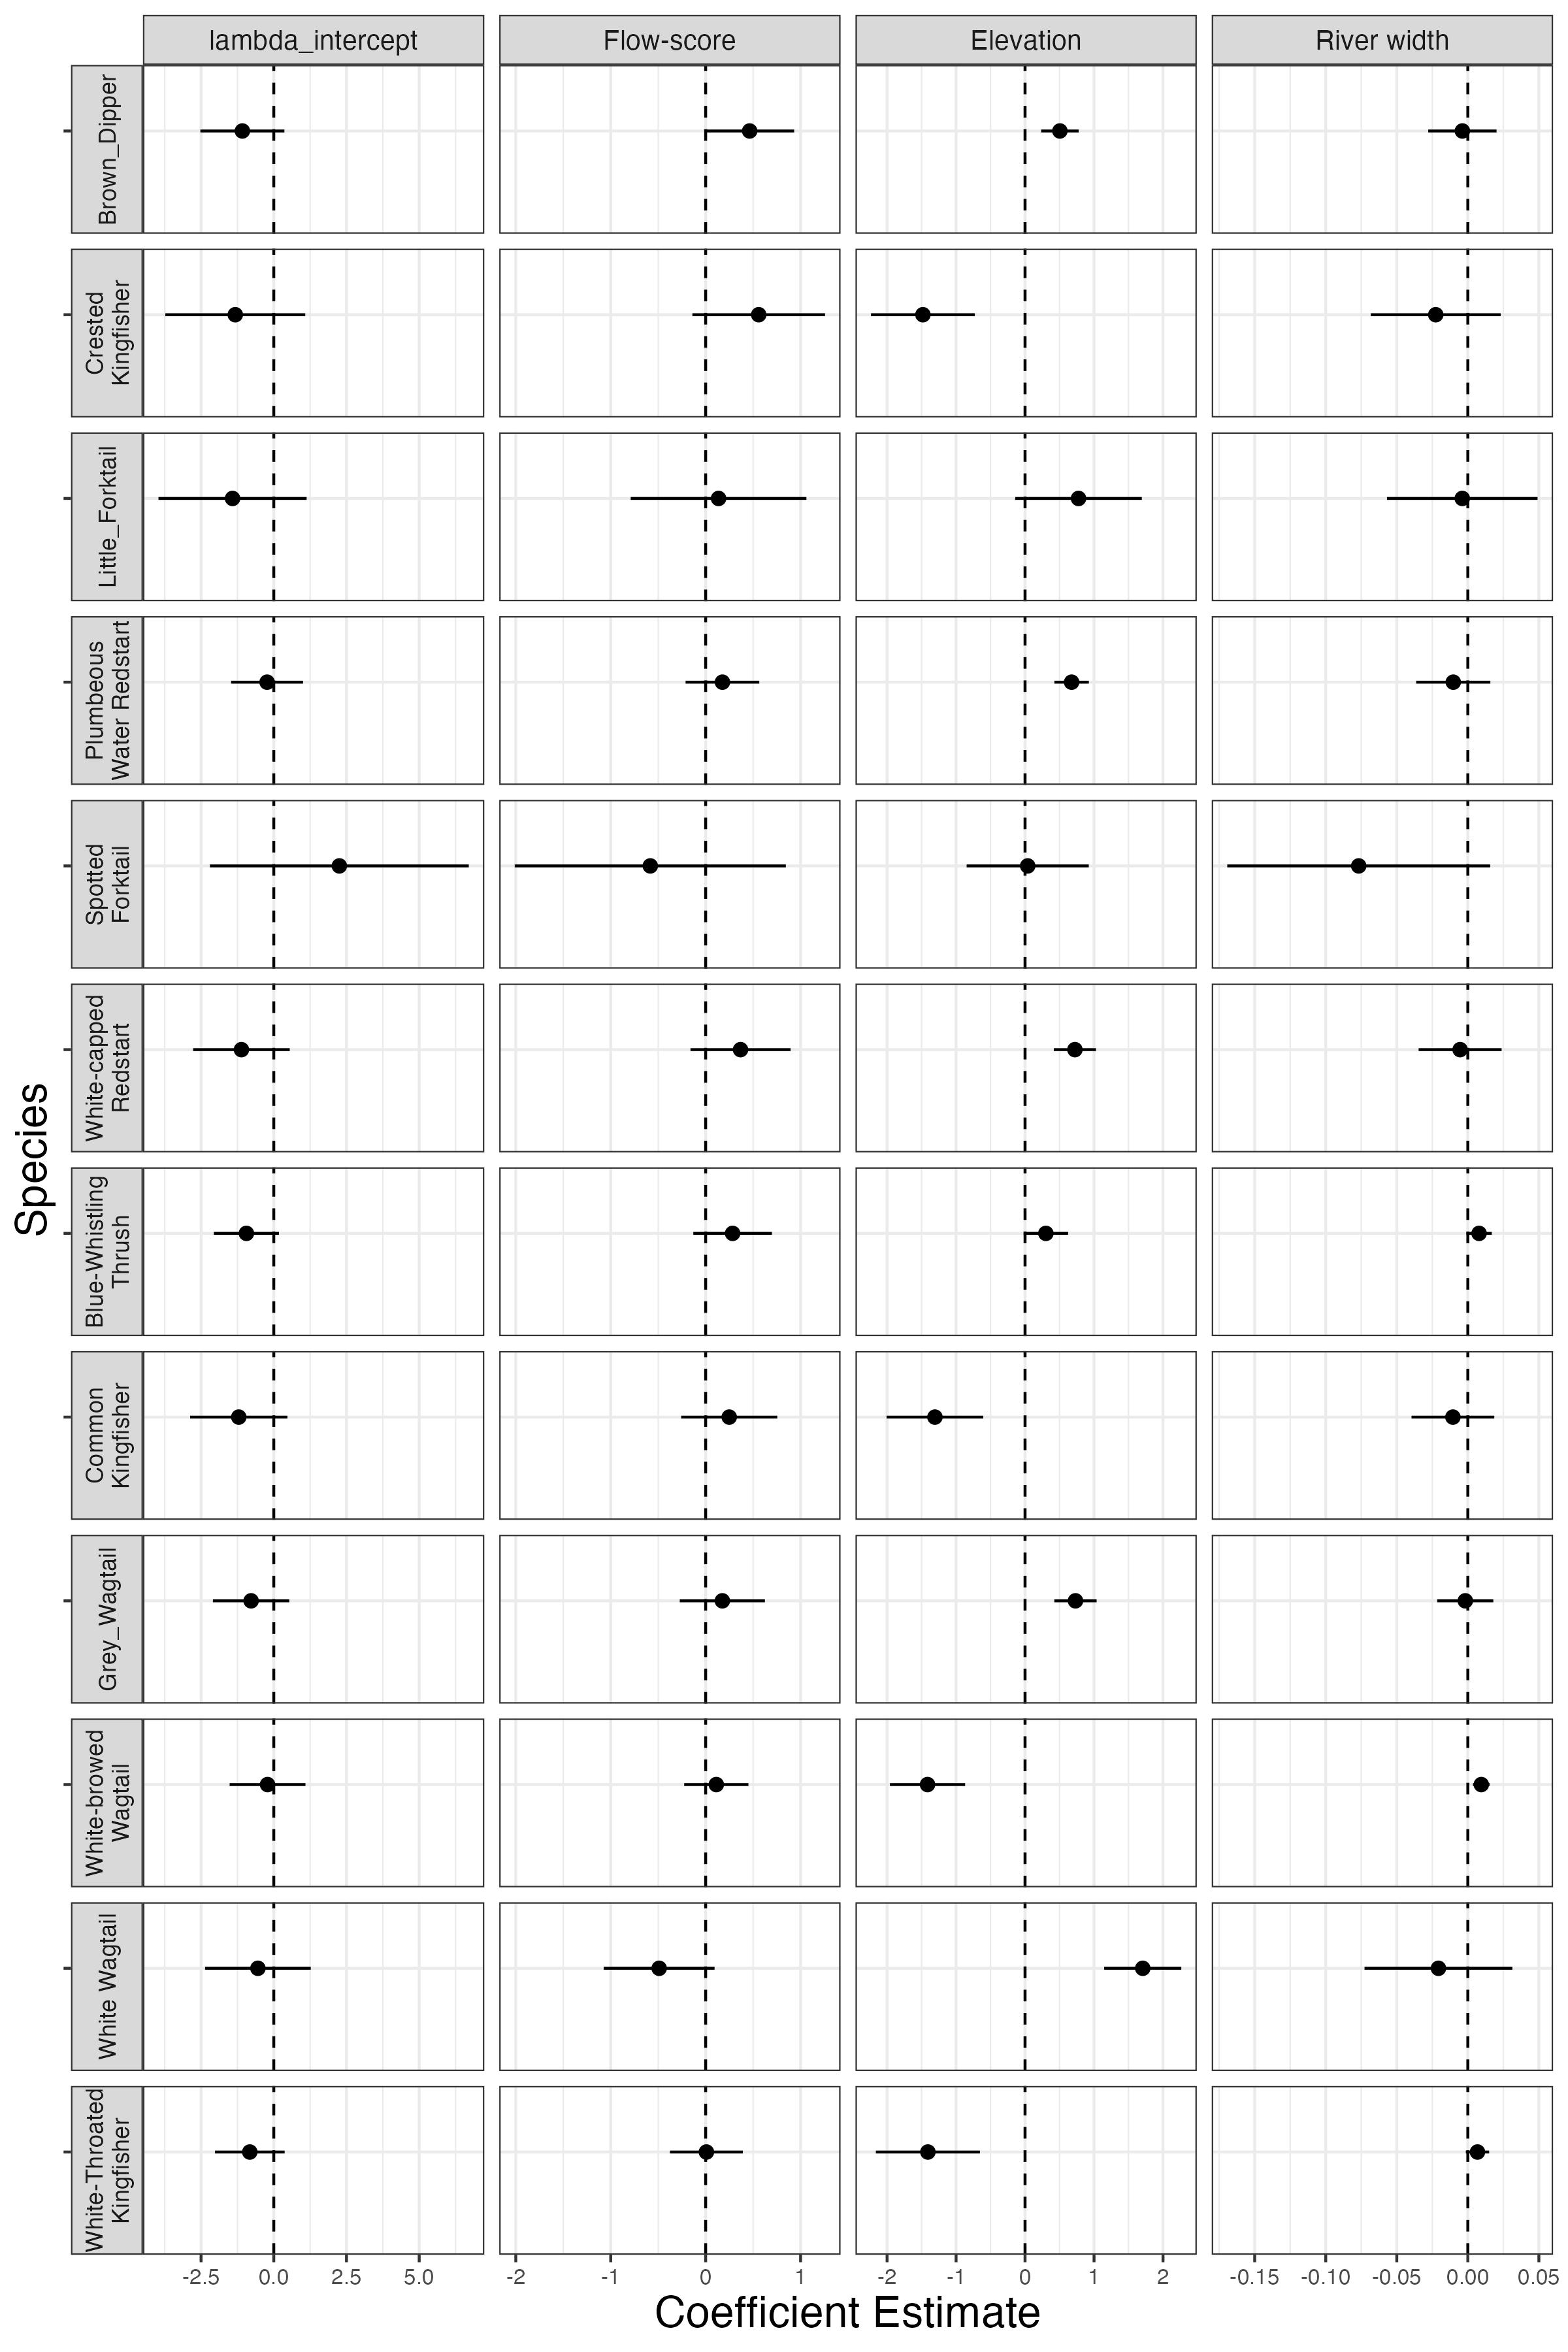 lambda_intercept Flow-score Elevation River width
Brown_Dipper
Crested
Kingfisher
Little_Forktail
Plumbeous
Water Redstart
Spotted
Forktail
White-capped
Redstart
Blue-Whistling
Thrush
Common
Kingfisher
Grey_Wagtail
White-browed
Wagtail
White Wagtail
White-Throated
Kingfisher
Species
-2.5 0.0 2.5 5.0 -2 -1 0 1 -2 -1 0 1 2 -0.15 -0.10 -0.05 0.00 0.05
Coefficient Estimate